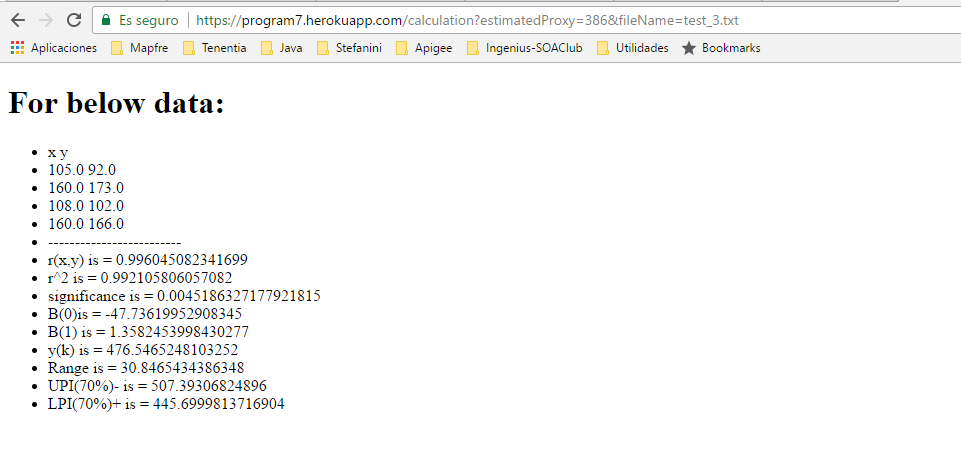 Es seguro https://program7.herokuapp.com/calculation?estimatedProxy=386&fileName=test_3.txt
Aplicaciones Mapfre Tenentia Java Stefanini Apigee Ingenius-SOAClub Utilidades Bookmarks
For below data:
x y
105.0 92.0
160.0 173.0
108.0 102.0
160.0 166.0
-------------------------
r(x,y) is = 0.996045082341699
r^2 is = 0.992105806057082
significance is = 0.0045186327177921815
B(0)is = -47.73619952908345
B(1) is = 1.3582453998430277
y(k) is = 476.5465248103252
Range is = 30.8465434386348
UPI(70%)- is = 507.39306824896
LPI(70%)+ is = 445.6999813716904